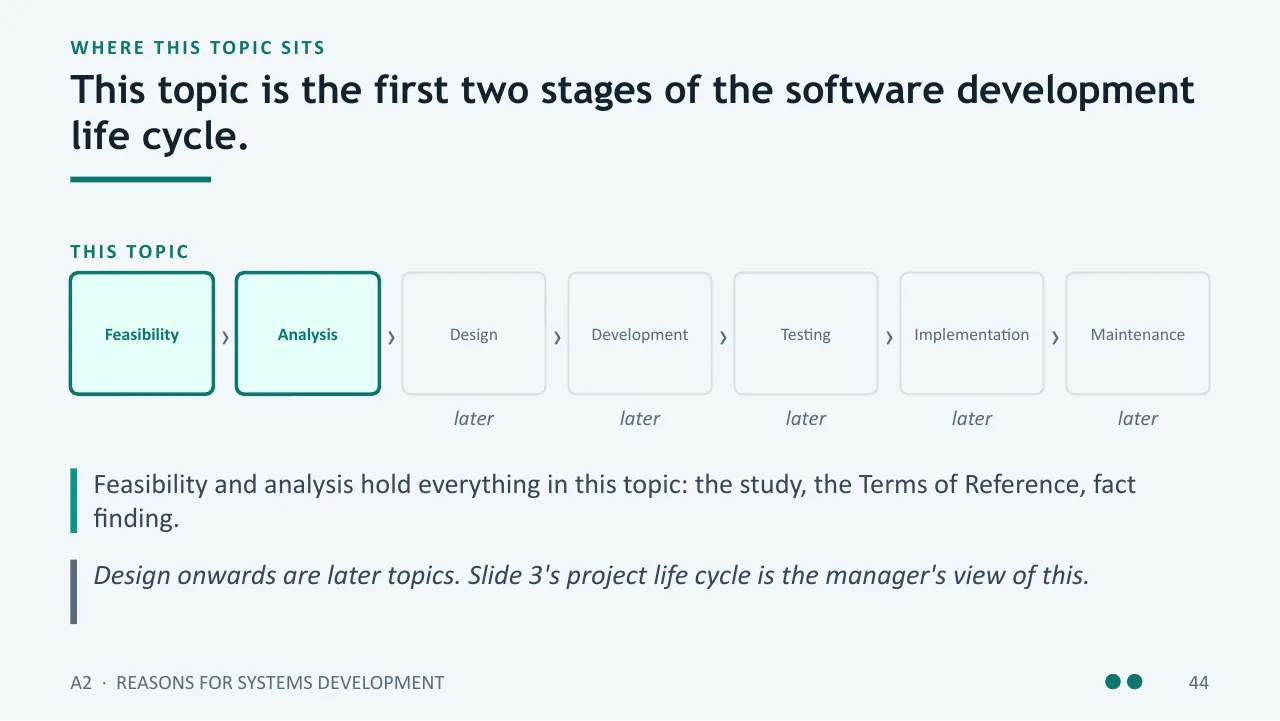 WHERE THIS TOPIC SITS
This topic is the first two stages of the software development
life cycle.
THIS TOPIC
Feasibility › Analysis › Design › Development › Testing › Implementation › Maintenance
later later later later later
Feasibility and analysis hold everything in this topic: the study, the Terms of Reference, fact
finding.
Design onwards are later topics. Slide 3's project life cycle is the manager's view of this.
A2 · REASONS FOR SYSTEMS DEVELOPMENT 44